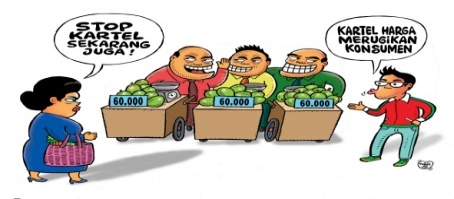 STOP
KARTEL
SEKARANG
JUGA!
KARTEL HARGA
MERUGIKAN
KONSUMEN
60.000
60.000
60.000